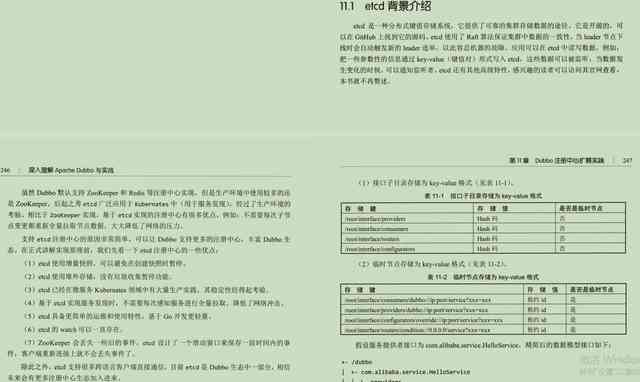 11.1 etcd 背景介绍
etcd 是一种分布式键值存储系统，它提供了可靠的集群存储数据的途径。它是开源的，可
以在 GitHub 上找到它的源码。etcd 使用了 Raft 算法保证集群中数据的一致性，当 leader 节点下
线时会自动触发新的 leader 选举，以此容忍机器的故障。应用可以在 etcd 中读写数据，例如，
把一些参数性的信息通过 key-value（键值对）形式写入 etcd，这些数据可以被监听，当数据发
生变化的时候，可以通知监听者。etcd 还有其他高级特性，感兴趣的读者可以访问其官网查看，
本书就不再赘述。
246 深入理解 Apache Dubbo 与实战
虽然 Dubbo 默认支持 ZooKeeper 和 Redis 等注册中心实现，但是生产环境中使用较多的还
是 ZooKeeper。后起之秀 etcd 广泛应用于 Kubernates 中（用于服务发现），经过了生产环境的
考验。相比于 ZooKeeper 实现，基于 etcd 实现的注册中心有很多优点，例如：不需要每次子节
点变更都重新全量拉取节点数据，大大降低了网络的压力。
支持 etcd 注册中心的原因非常简单，可以让 Dubbo 支持更多的注册中心，丰富 Dubbo 生
态。在正式讲解实现原理前，我们先看一下 etcd 注册中心的一些优点：
（1）etcd 使用增量快照，可以避免在创建快照时暂停。
（2）etcd 使用堆外存储，没有垃圾收集暂停功能。
（3）etcd 已经在微服务 Kubernates 领域中有大量生产实践，其稳定性经得起考验。
（4）基于 etcd 实现服务发现时，不需要每次感知服务进行全量拉取，降低了网络冲击。
（5）etcd 具备更简单的运维和使用特性，基于 Go 开发更轻量。
（6）etcd 的 watch 可以一直存在。
（7）ZooKeeper 会丢失一些旧的事件，etcd 设计了一个滑动窗口来保存一段时间内的事
件，客户端重新连接上就不会丢失事件了。
除此之外，etcd 支持很多跨语言客户端直接通信，目前 etcd 是 Dubbo 生态中一部分，相信
未来会有更多注册中心生态加入进来。
第 11 章 Dubbo 注册中心扩展实践 247
（1）接口子目录存储为 key-value 格式（见表 11-1）。
表 11-1 接口子目录存储为 key-value 格式
存 储 键 存 储 值 是否是临时节点
/root/interface/providers Hash 码 否
/root/interface/consumers Hash 码 否
/root/interface/routers Hash 码 否
/root/interface/configurators Hash 码 否
（2）临时节点存储为 key-value 格式（见表 11-2）。
表 11-2 临时节点存储为 key-value 格式
存 储 键 存 储 值 是否是临时节点
/root/interface/consumers/dubbo://ip:port/service?xxx=xxx 租约 id 是
/root/interface/providers/dubbo://ip:port/service?xxx=xxx 租约 id 是
/root/interface/configurators/override://ip:port/service?xxx=xxx 租约 id 是
/root/interface/routers/condition://0.0.0.0/service?xxx=xxx 租约 id 是
假设服务提供者接口为 com.alibaba.service.HelloService，精简后的数据模型接口如下：
+- /dubbo
| +- com.alibaba.service.HelloService
激活 Windows